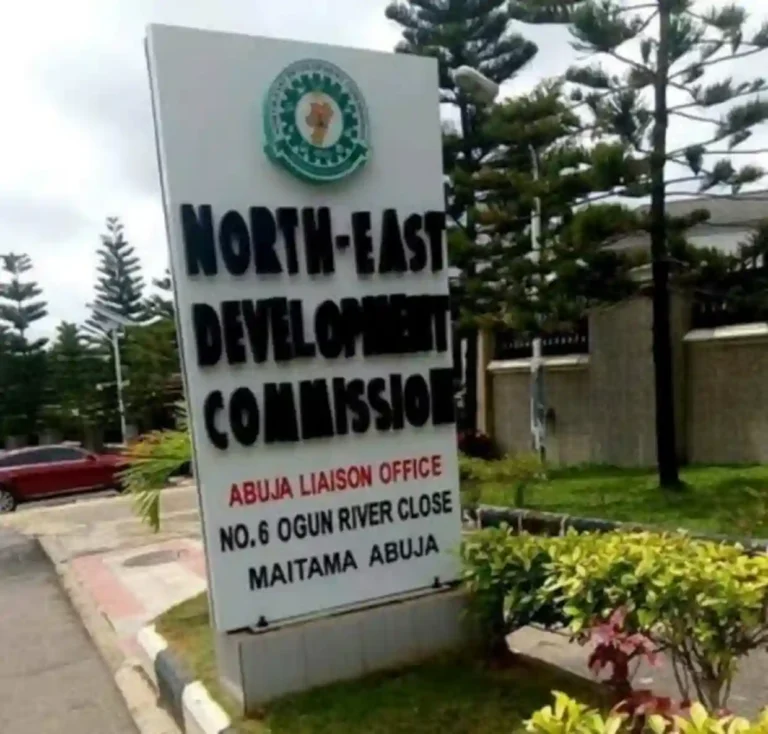 NORTH-EAST
DEVELOPMENT
COMMISSION
ABUJA LIAISON OFFICE
NO.6 OGUN RIVER CLOSE
MAITAMA ABUJA